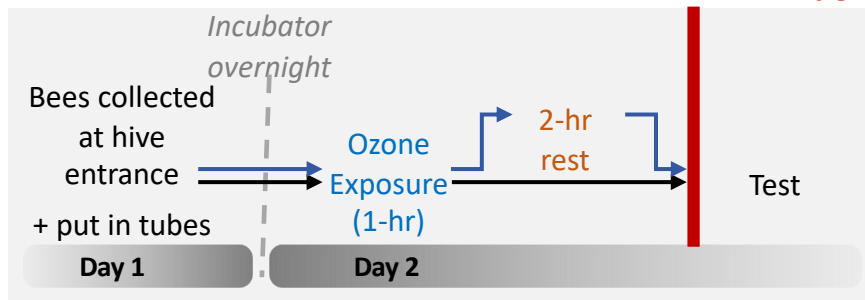 Incubator
overnight
Bees collected
at hive
entrance
+ put in tubes
Ozone
Exposure
(1-hr)
2-hr
rest
Test
Day 1
Day 2